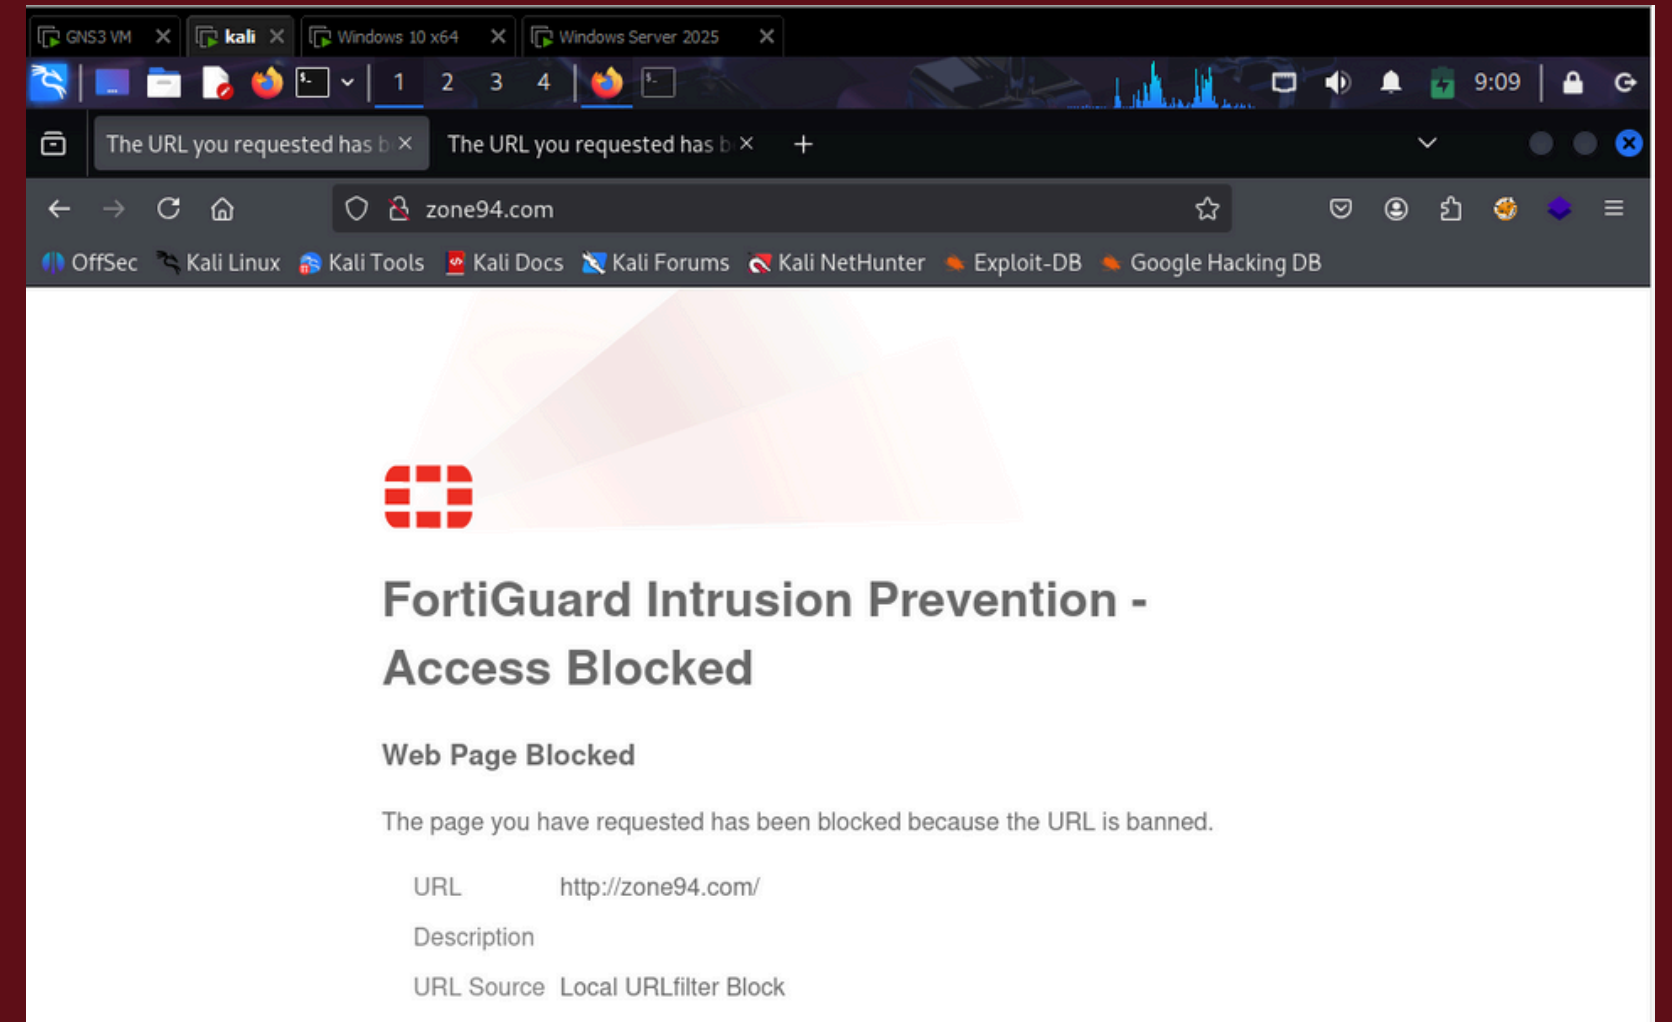 GNS3 VM
kali
Windows 10 x64
Windows Server 2025
1 2 3 4
9:09
The URL you requested has b
The URL you requested has b
zone94.com
OffSec
Kali Linux
Kali Tools
Kali Docs
Kali Forums
Kali NetHunter
Exploit-DB
Google Hacking DB
FortiGuard Intrusion Prevention -
Access Blocked
Web Page Blocked
The page you have requested has been blocked because the URL is banned.
URL http://zone94.com/
Description
URL Source Local URLfilter Block